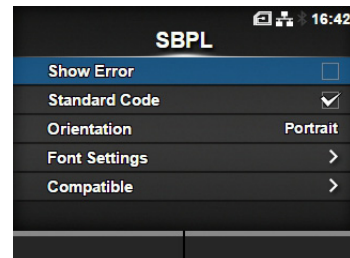 16:42
SBPL
Show Error
Standard Code
Orientation Portrait
Font Settings
Compatible